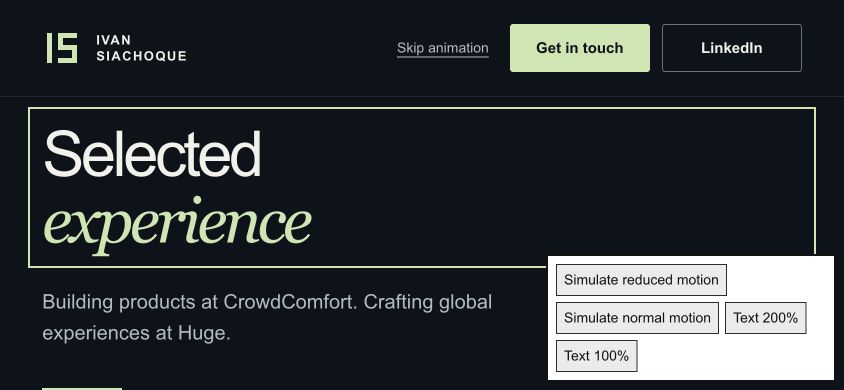 IS
IVAN
SIACHOQUE
Skip animation
Get in touch
LinkedIn
Selected
experience
Building products at CrowdComfort. Crafting global
experiences at Huge.
Simulate reduced motion
Simulate normal motion
Text 200%
Text 100%